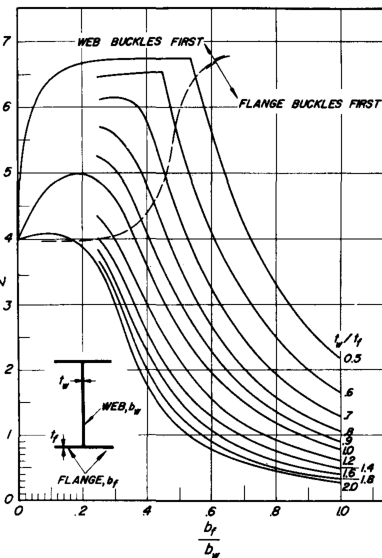 7
WEB BUCKLES FIRST
FLANGE BUCKLES FIRST
6
5
4
3
2
1
0
t_w/t_f
0.5
.6
.7
.8
.9
1.0
1.2
1.4
1.6
1.8
2.0
t_w
WEB, b_w
t_f
FLANGE, b_f
0
.2
.4
.6
.8
1.0
b_f
b_w